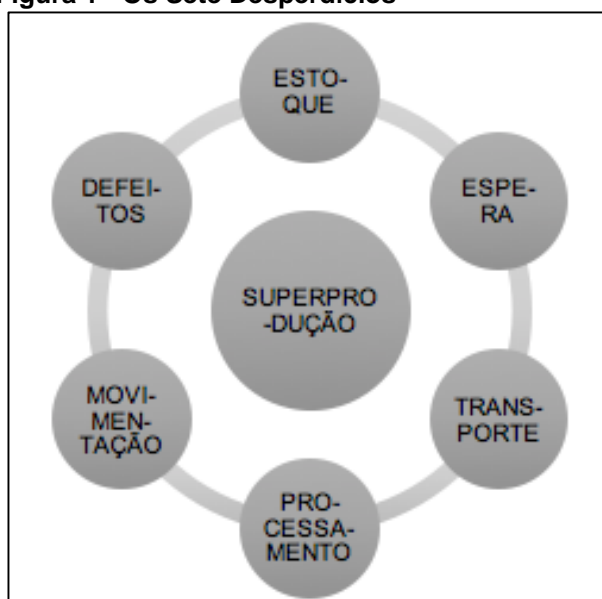 Figura 1 - Os Sete Desperdícios
ESTO-
QUE
ESPE-
RA
TRANS-
PORTE
PRO-
CESSA-
MENTO
MOVI-
MEN-
TAÇÃO
DEFEI-
TOS
SUPERPRO
-DUÇÃO